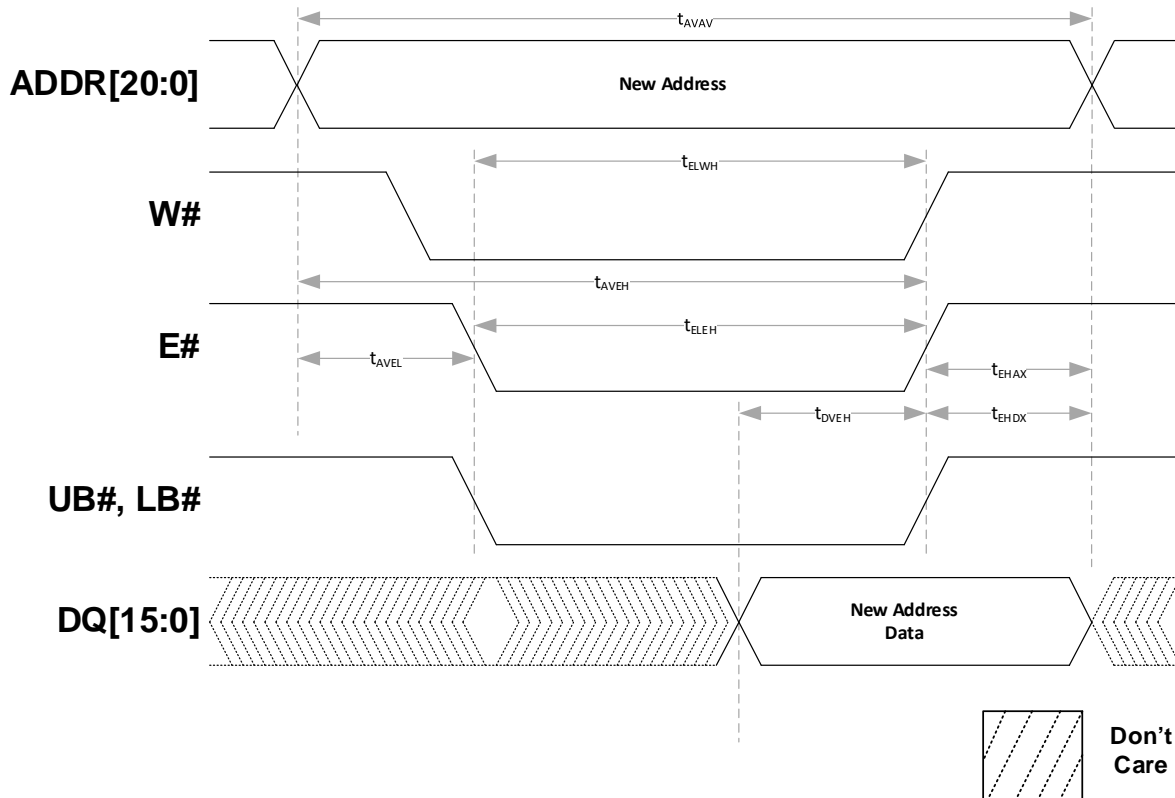 tAVAV
ADDR[20:0]
New Address
tELWH
W#
tAVEH
tELEH
E#
tAVEL
tEHAX
tDVEH
tEHDX
UB#, LB#
DQ[15:0]
New Address
Data
Don't
Care